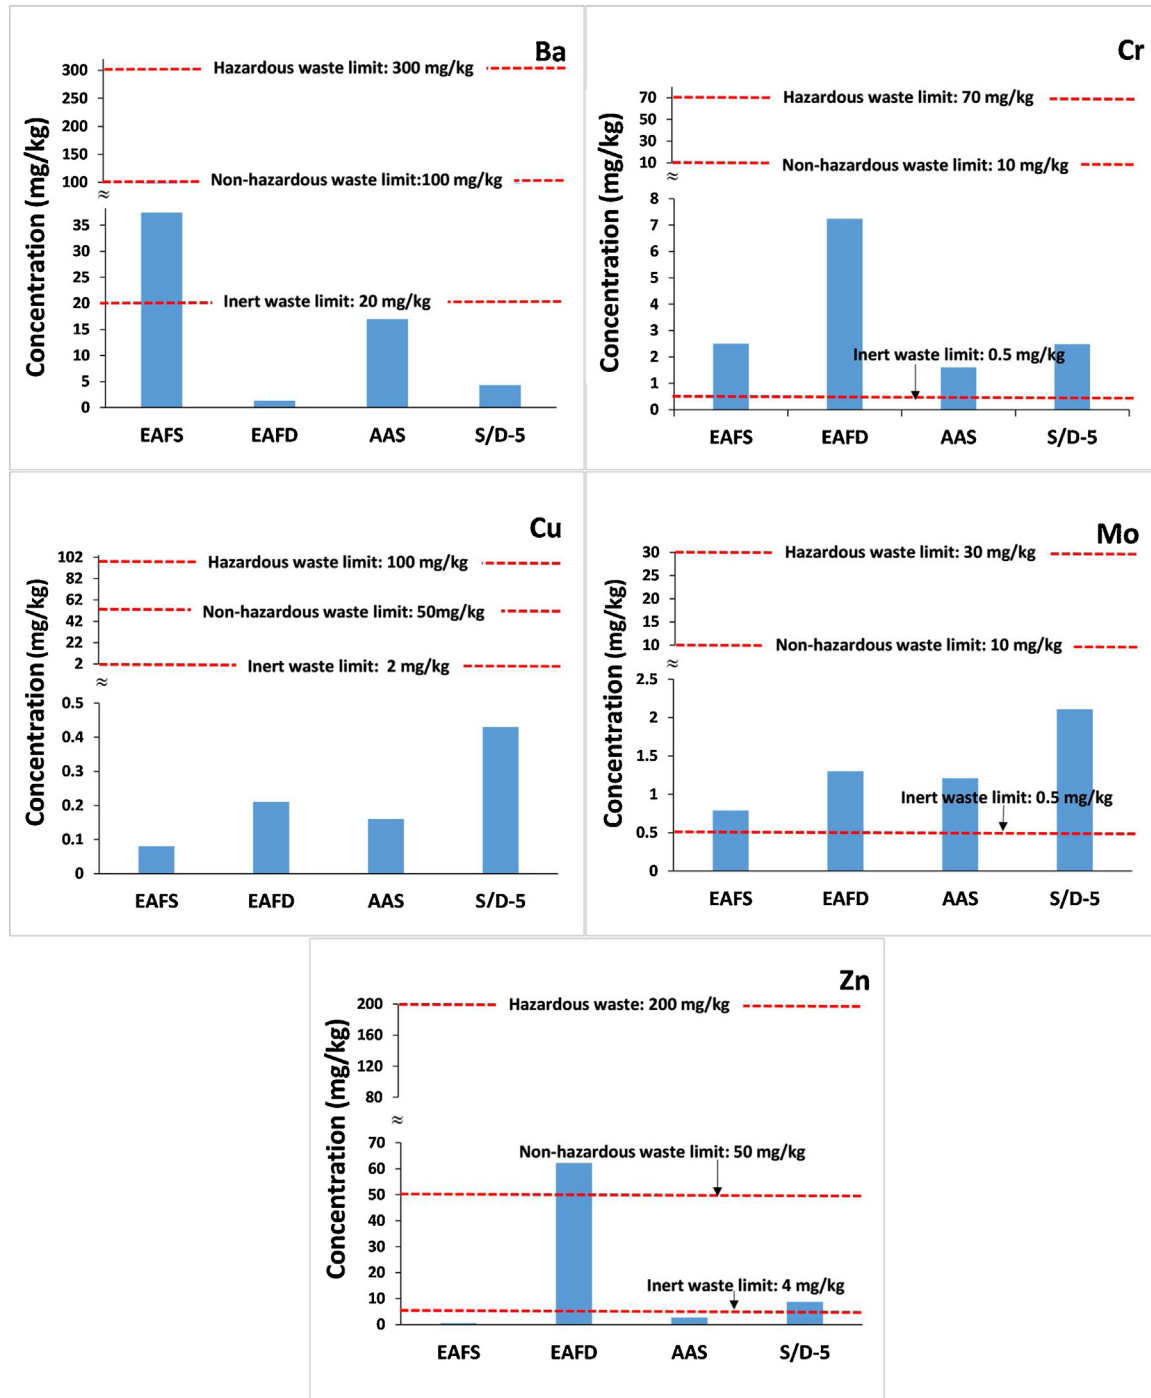 Ba
Concentration (mg/kg)
300
250
200
150
100
≈
35
30
25
20
15
10
5
0
Hazardous waste limit: 300 mg/kg
Non-hazardous waste limit:100 mg/kg
Inert waste limit: 20 mg/kg
EAFS EAFD AAS S/D-5
Cr
Concentration (mg/kg)
70
50
30
10
≈
8
7
6
5
4
3
2
1
0
Hazardous waste limit: 70 mg/kg
Non-hazardous waste limit: 10 mg/kg
Inert waste limit: 0.5 mg/kg
EAFS EAFD AAS S/D-5
Cu
Concentration (mg/kg)
102
82
62
42
22
2
≈
0.5
0.4
0.3
0.2
0.1
0
Hazardous waste limit: 100 mg/kg
Non-hazardous waste limit: 50mg/kg
Inert waste limit: 2 mg/kg
EAFS EAFD AAS S/D-5
Mo
Concentration (mg/kg)
30
25
20
15
10
≈
2.5
2
1.5
1
0.5
0
Hazardous waste limit: 30 mg/kg
Non-hazardous waste limit: 10 mg/kg
Inert waste limit: 0.5 mg/kg
EAFS EAFD AAS S/D-5
Zn
Concentration (mg/kg)
200
160
120
80
≈
70
60
50
40
30
20
10
0
Hazardous waste: 200 mg/kg
Non-hazardous waste limit: 50 mg/kg
Inert waste limit: 4 mg/kg
EAFS EAFD AAS S/D-5